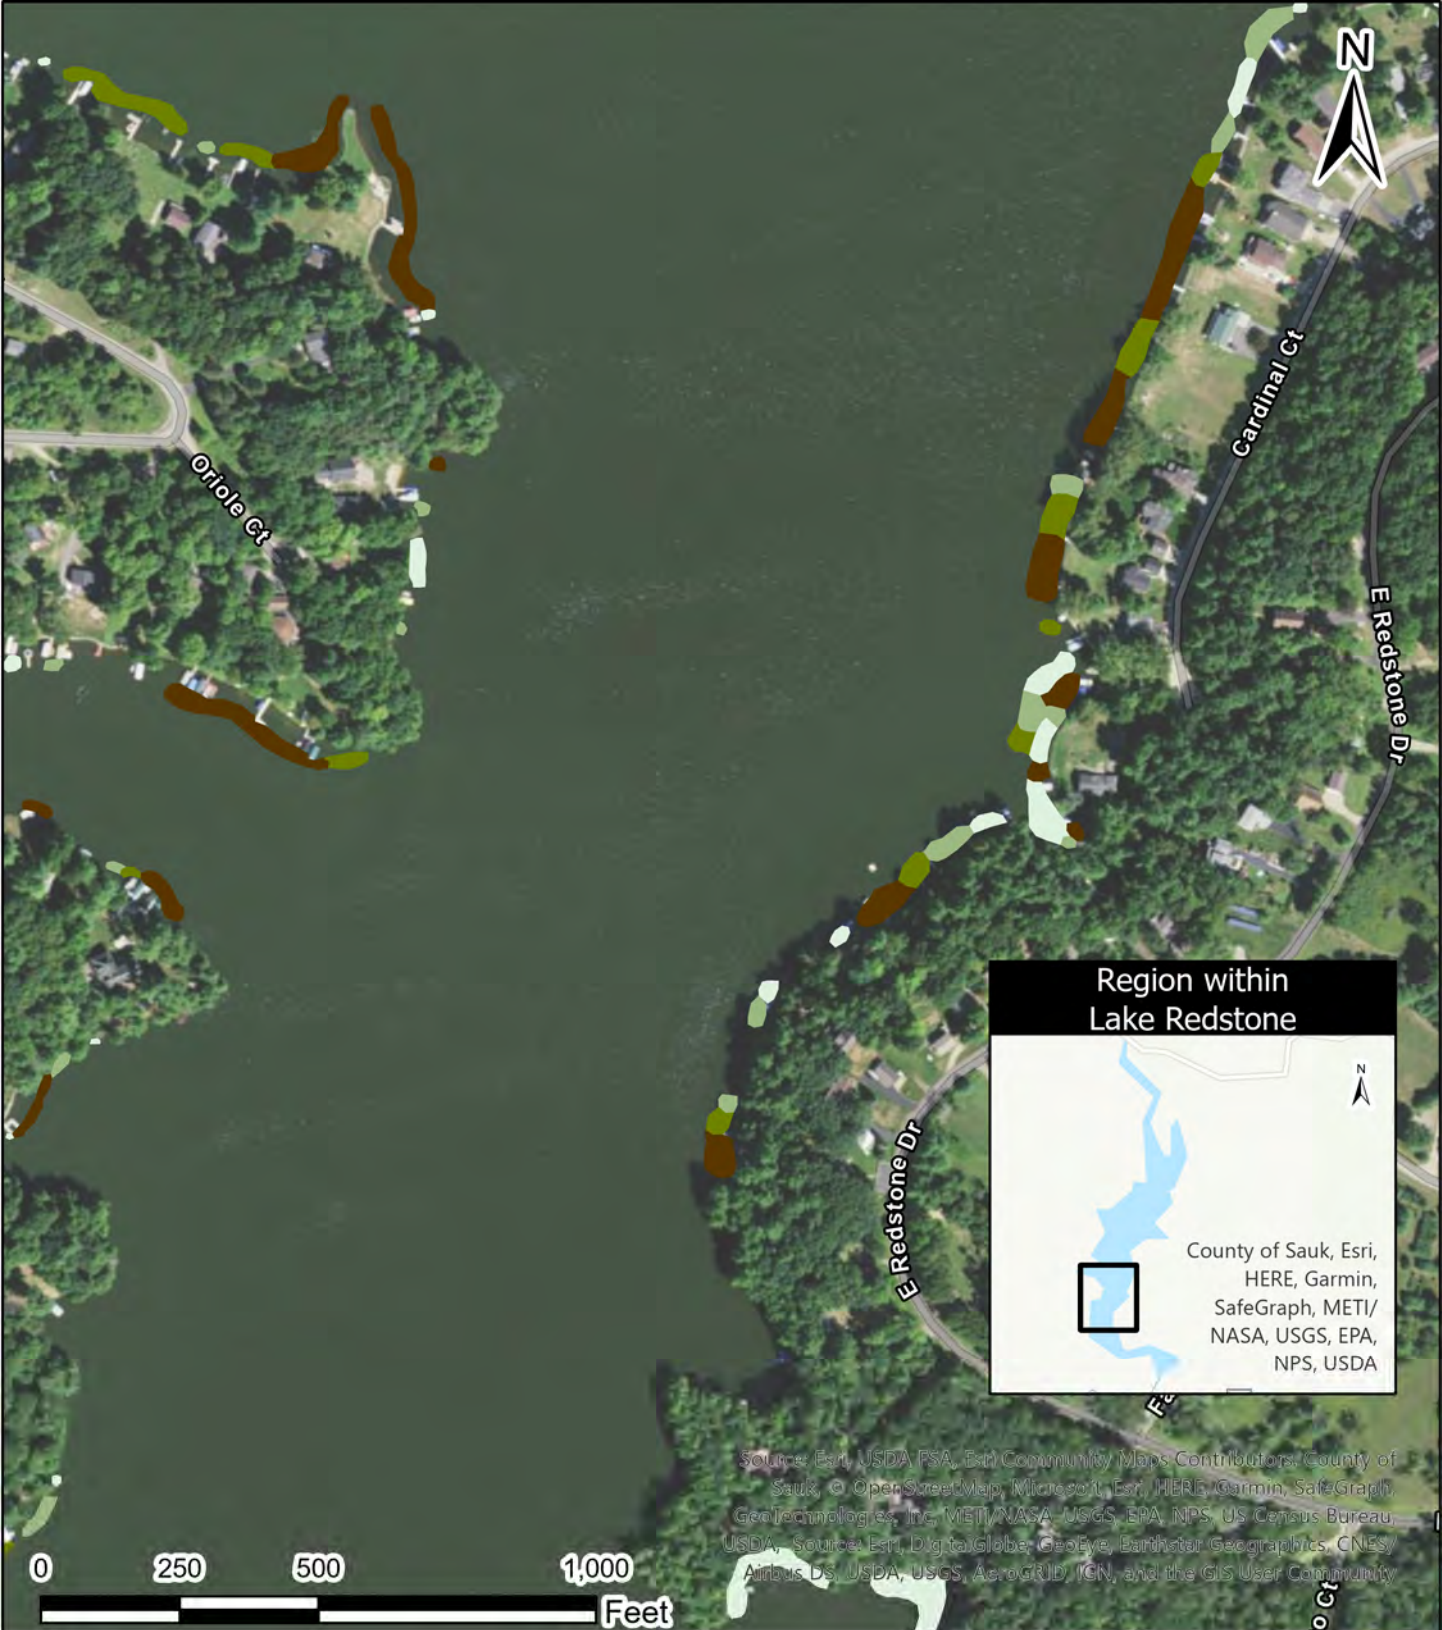 N
Cardinal Ct
Oriole Ct
E Redstone Dr
Region within
Lake Redstone
N
E Redstone Dr
County of Sauk, Esri,
HERE, Garmin,
SafeGraph, METI/
NASA, USGS, EPA,
NPS, USDA
Fa
Source: Esri, USDA FSA, Esri Community Maps Contributors, County of
Sauk, © OpenStreetMap, Microsoft, Esri, HERE, Garmin, SafeGraph,
GeoTechnologies, Inc, METI/NASA, USGS, EPA, NPS, US Census Bureau,
USDA, Source: Esri, DigitalGlobe, GeoEye, Earthstar Geographics, CNES/
Airbus DS, USDA, USGS, AeroGRID, IGN, and the GIS User Community
0 250 500 1,000
Feet
o Ct